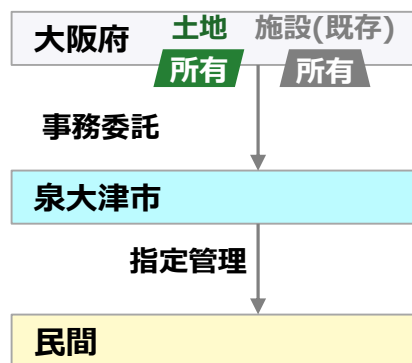 大阪府 土地 施設(既存)
所有 所有
事務委託
泉大津市
指定管理
民間